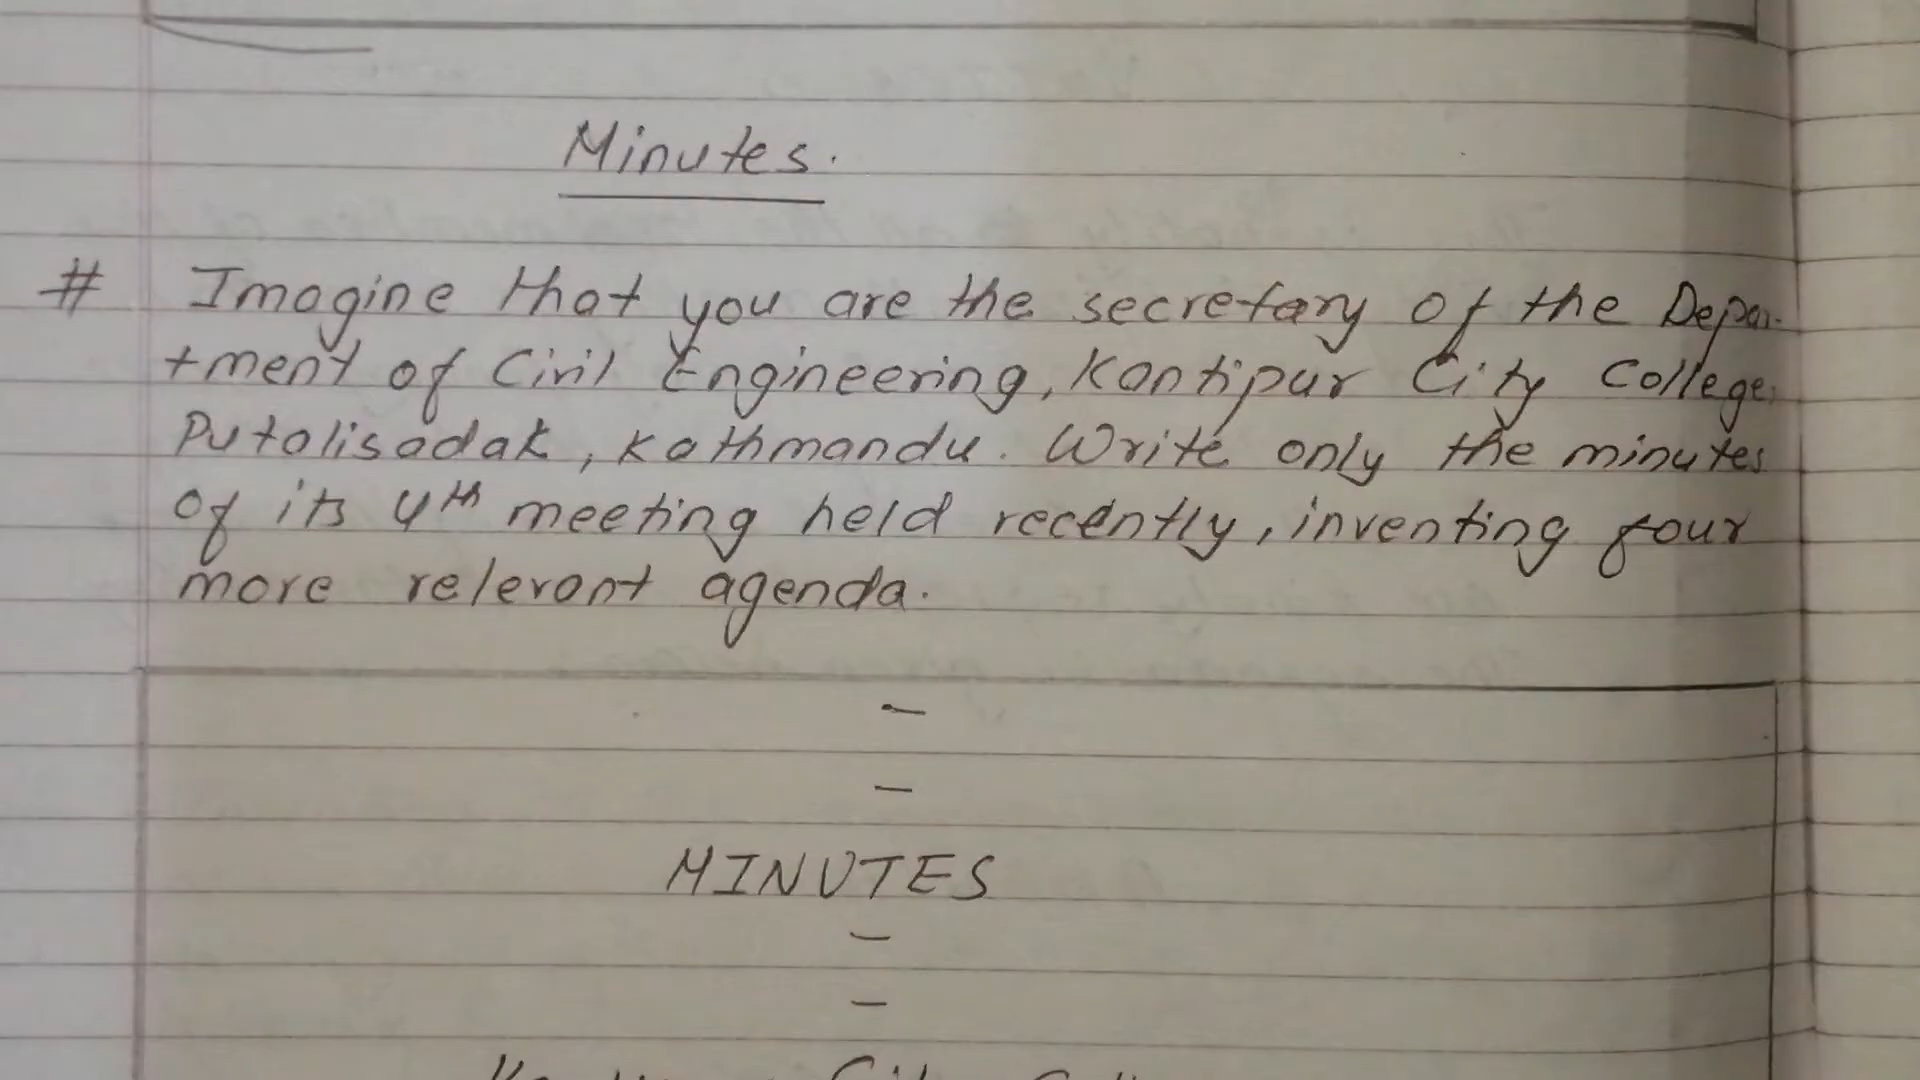 Minutes.
# Imagine that you are the secretary of the Depar-
tment of Civil Engineering, Kantipur City College,
Putalisadak, Kathmandu. Write only the minutes
of its 4th meeting held recently, inventing four
more relevant agenda.
-
-
MINUTES
-
-